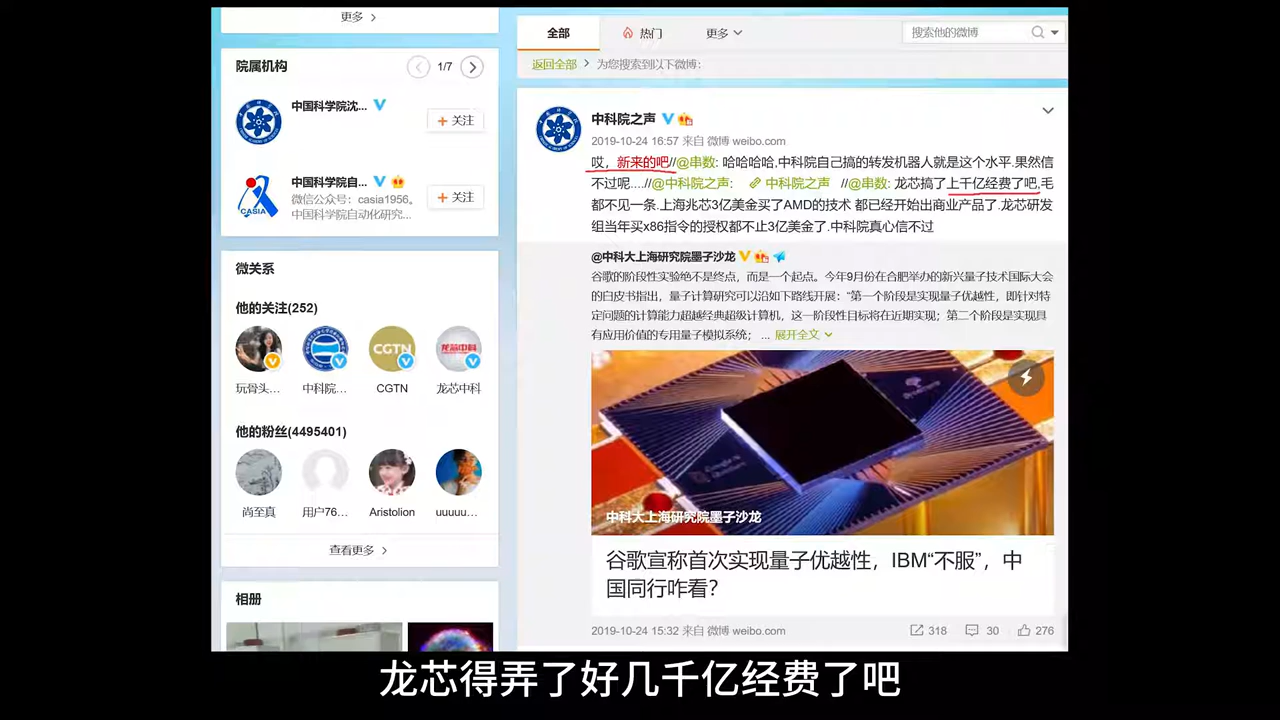 更多 >
院属机构
1/7
中国科学院沈...
+ 关注
中国科学院自...
微信公众号：casia1956。
中国科学院自动化研究...
+ 关注
CASIA
微关系
他的关注(252)
CGTN
龙芯中科
玩骨头...
中科院...
CGTN
龙芯中科
他的粉丝(4495401)
尚至真
用户76...
Aristolion
uuuuu...
查看更多 >
相册
全部
热门
更多
搜索他的微博
返回全部 > 为您搜索到以下微博:
中科院之声
2019-10-24 16:57 来自 微博 weibo.com
哎，新来的吧//@串数: 哈哈哈哈,中科院自己搞的转发机器人就是这个水平.果然信
不过呢....//@中科院之声: 中科院之声 //@串数: 龙芯搞了上千亿经费了吧,毛
都不见一条.上海兆芯3亿美金买了AMD的技术 都已经开始出商业产品了.龙芯研发
组当年买x86指令的授权都不止3亿美金了.中科院真心信不过
@中科大上海研究院墨子沙龙
谷歌的阶段性实验绝不是终点，而是一个起点。今年9月份在合肥举办的新兴量子技术国际大会
的白皮书指出，量子计算研究可以沿如下路线开展：“第一个阶段是实现量子优越性，即针对特
定问题的计算能力超越经典超级计算机，这一阶段性目标将在近期实现；第二个阶段是实现具
有应用价值的专用量子模拟系统； ... 展开全文
中科大上海研究院墨子沙龙
谷歌宣称首次实现量子优越性，IBM“不服”，中
国同行咋看？
2019-10-24 15:32 来自 微博 weibo.com
318
30
276
龙芯得弄了好几千亿经费了吧